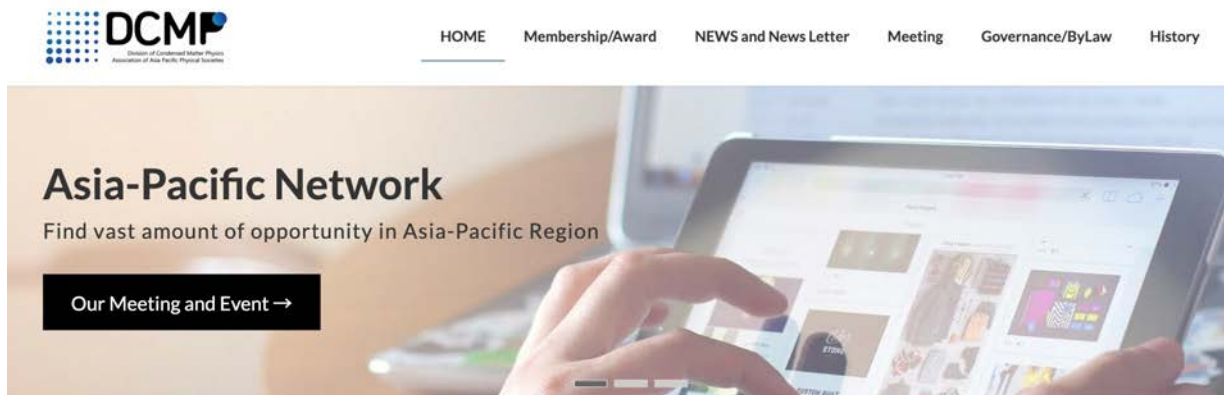 DCMP
Division of Condensed Matter Physics
Association of Asia Pacific Physical Societies
HOME
Membership/Award
NEWS and News Letter
Meeting
Governance/ByLaw
History
Asia-Pacific Network
Find vast amount of opportunity in Asia-Pacific Region
Our Meeting and Event →